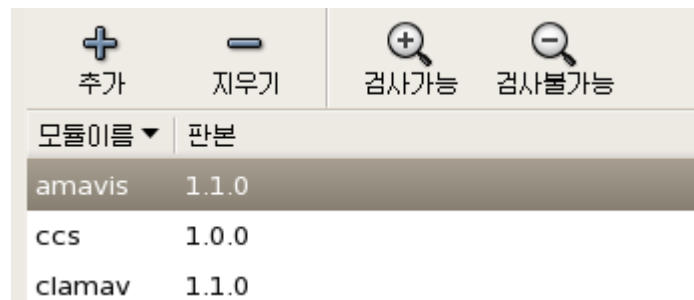 추가 지우기 검사가능 검사불가능
모듈이름 판본
amavis 1.1.0
ccs 1.0.0
clamav 1.1.0